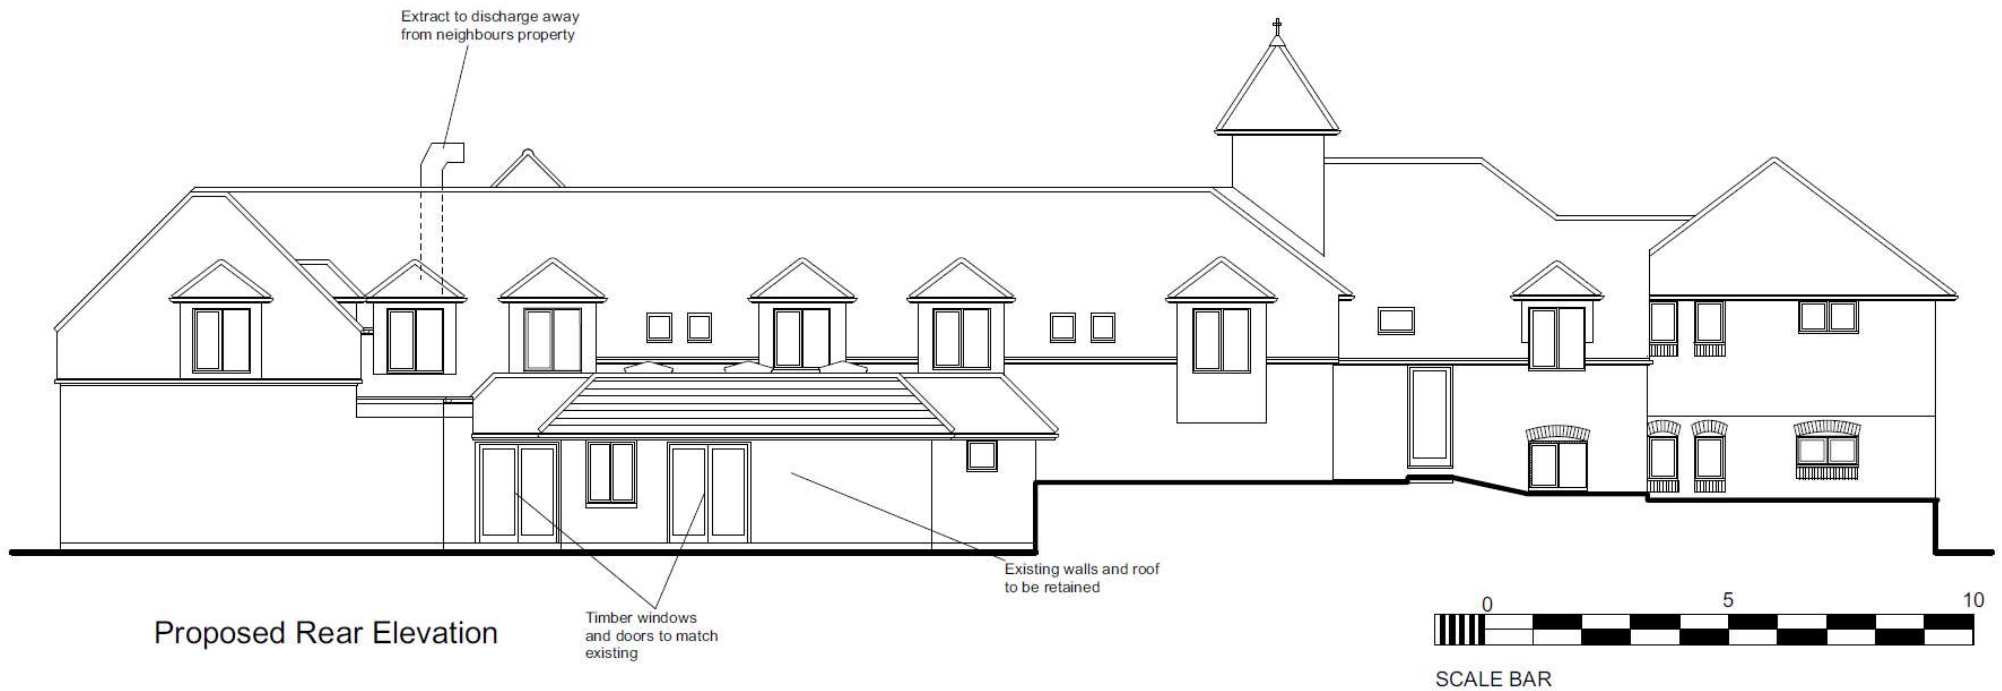 Extract to discharge away
from neighbours property
Existing walls and roof
to be retained
Timber windows
and doors to match
existing
Proposed Rear Elevation
0 5 10
SCALE BAR